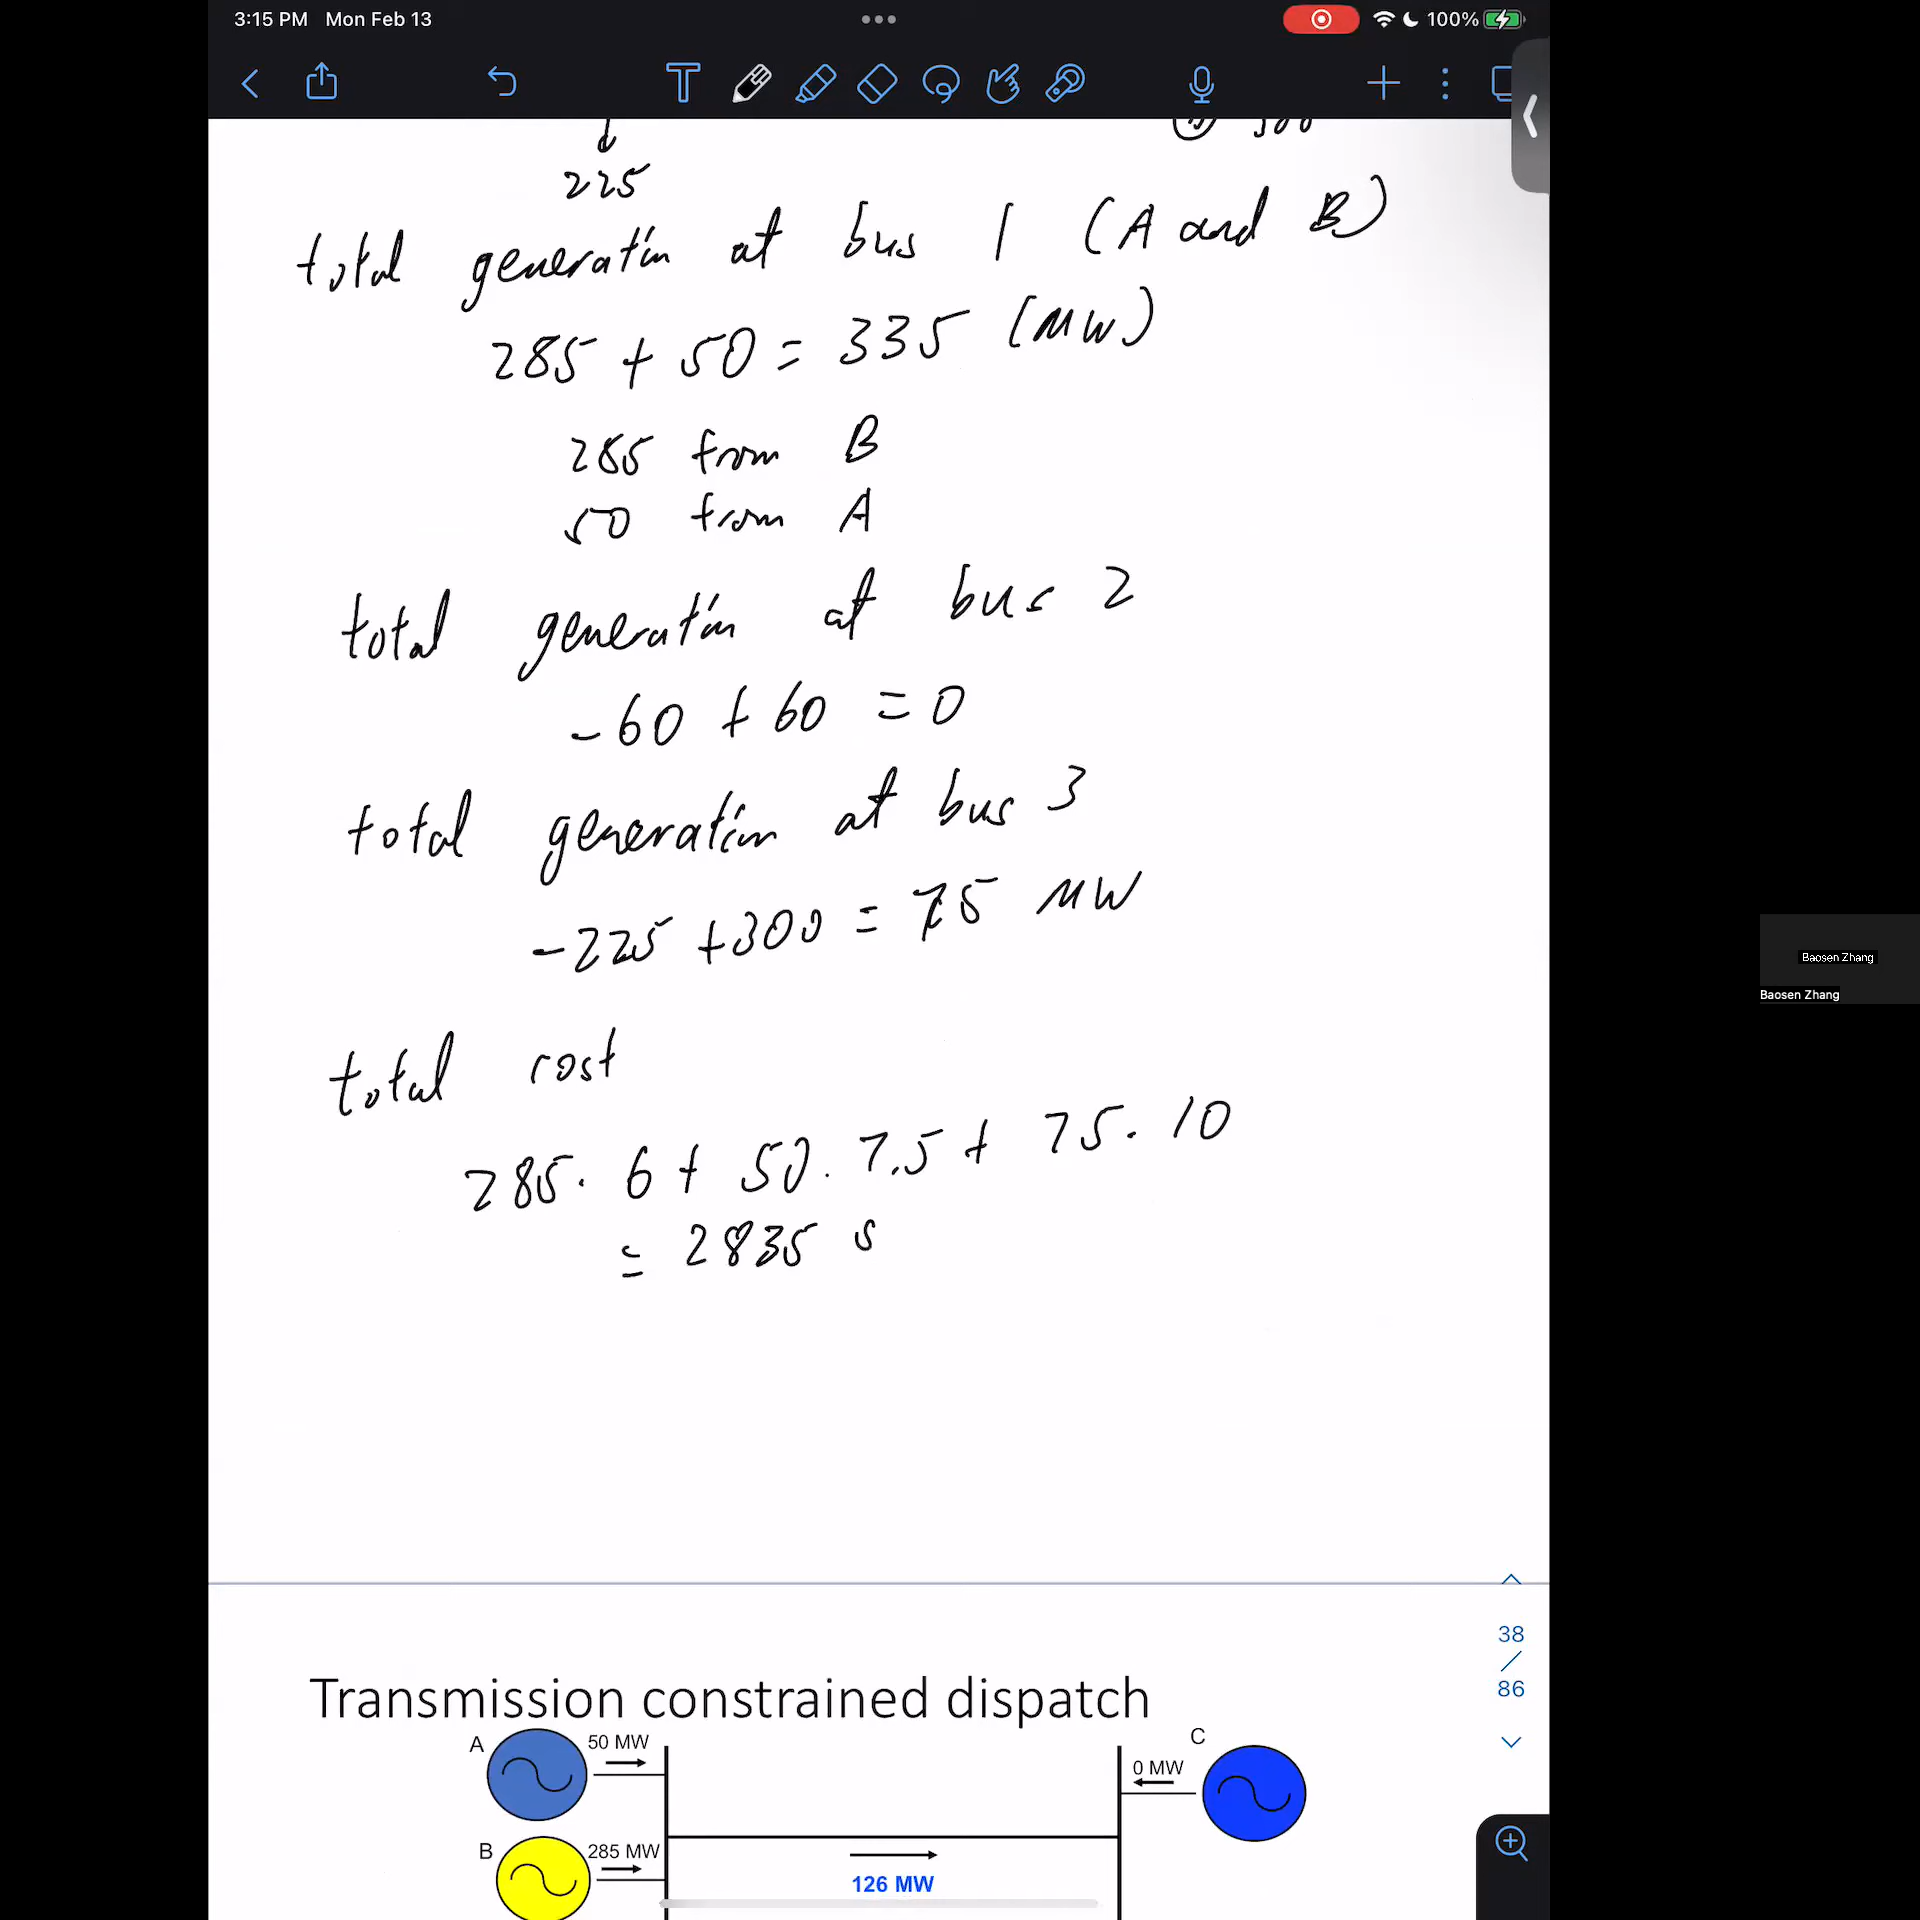 3:15 PM Mon Feb 13
100%
225
total generation at bus 1 (A and B)
285 + 50 = 335 (MW)
285 from B
50 from A
total generation at bus 2
-60 + 60 = 0
total generation at bus 3
-225 + 300 = 75 MW
total cost
285 · 6 + 50 · 7.5 + 75 · 10
= 2835 $
Baosen Zhang
Baosen Zhang
38
/
86
Transmission constrained dispatch
A 50 MW
C
0 MW
B 285 MW
126 MW